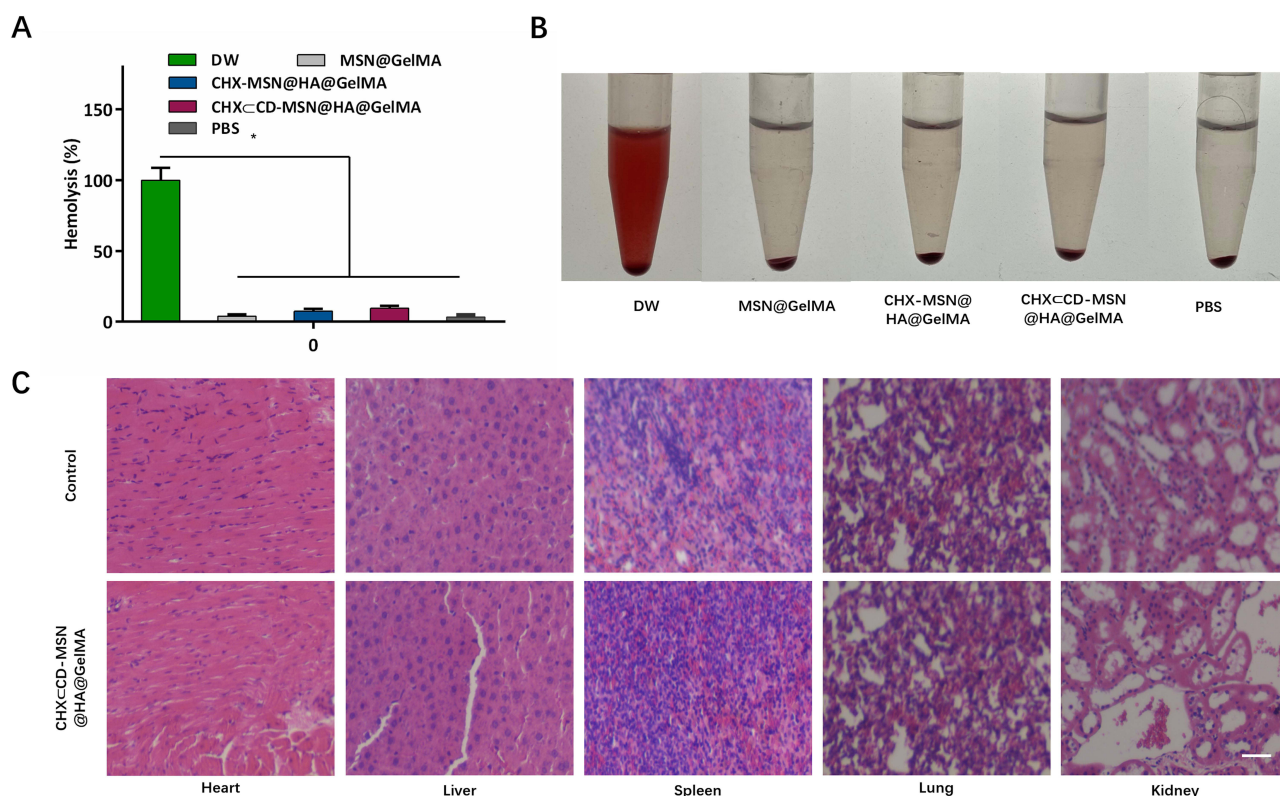 A
DW
MSN@GelMA
CHX-MSN@HA@GelMA
CHX⊂CD-MSN@HA@GelMA
PBS
*
Hemolysis (%)
150
100
50
0
0
B
DW
MSN@GelMA
CHX-MSN@
HA@GelMA
CHX⊂CD-MSN
@HA@GelMA
PBS
C
Control
CHX⊂CD-MSN
@HA@GelMA
Heart
Liver
Spleen
Lung
Kidney